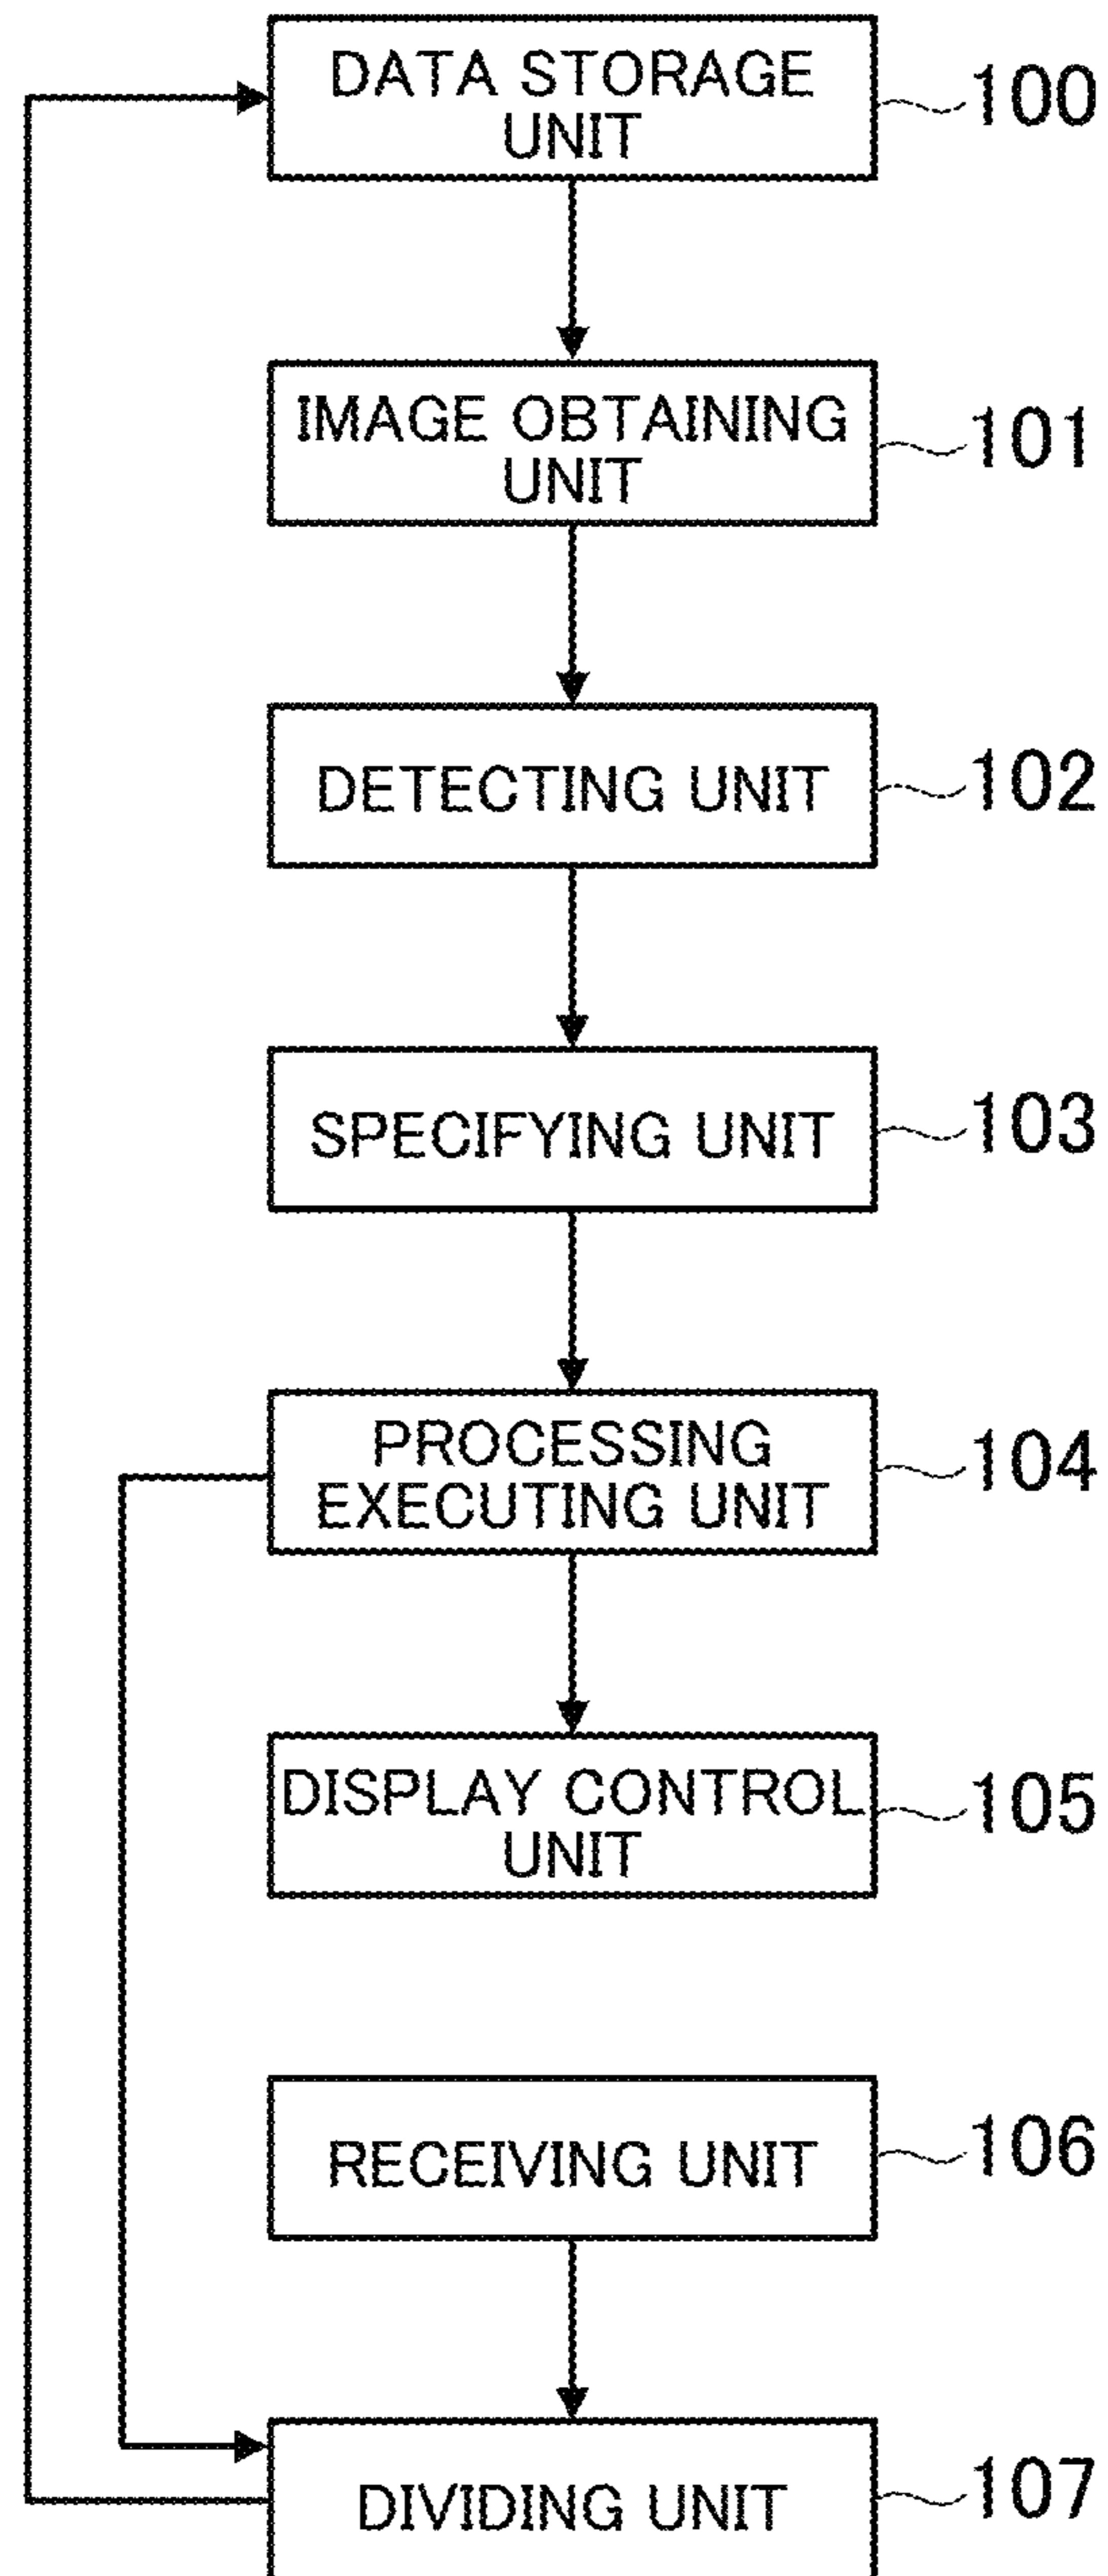 DATA STORAGE
UNIT
100
IMAGE OBTAINING
UNIT
101
DETECTING UNIT
102
SPECIFYING UNIT
103
PROCESSING
EXECUTING UNIT
104
DISPLAY CONTROL
UNIT
105
RECEIVING UNIT
106
DIVIDING UNIT
107